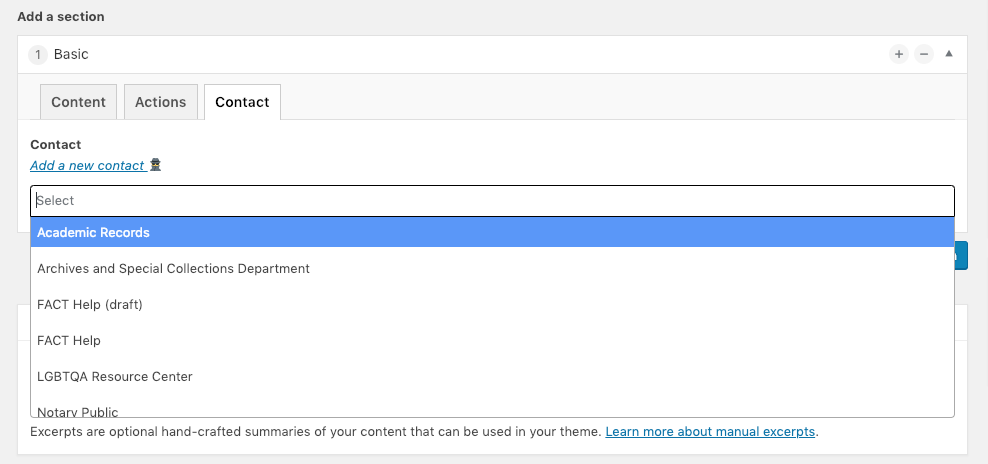 Add a section
1 Basic
Content Actions Contact
Contact
Add a new contact
Select
Academic Records
Archives and Special Collections Department
FACT Help (draft)
FACT Help
LGBTQA Resource Center
Notary Public
Excerpts are optional hand-crafted summaries of your content that can be used in your theme. Learn more about manual excerpts.